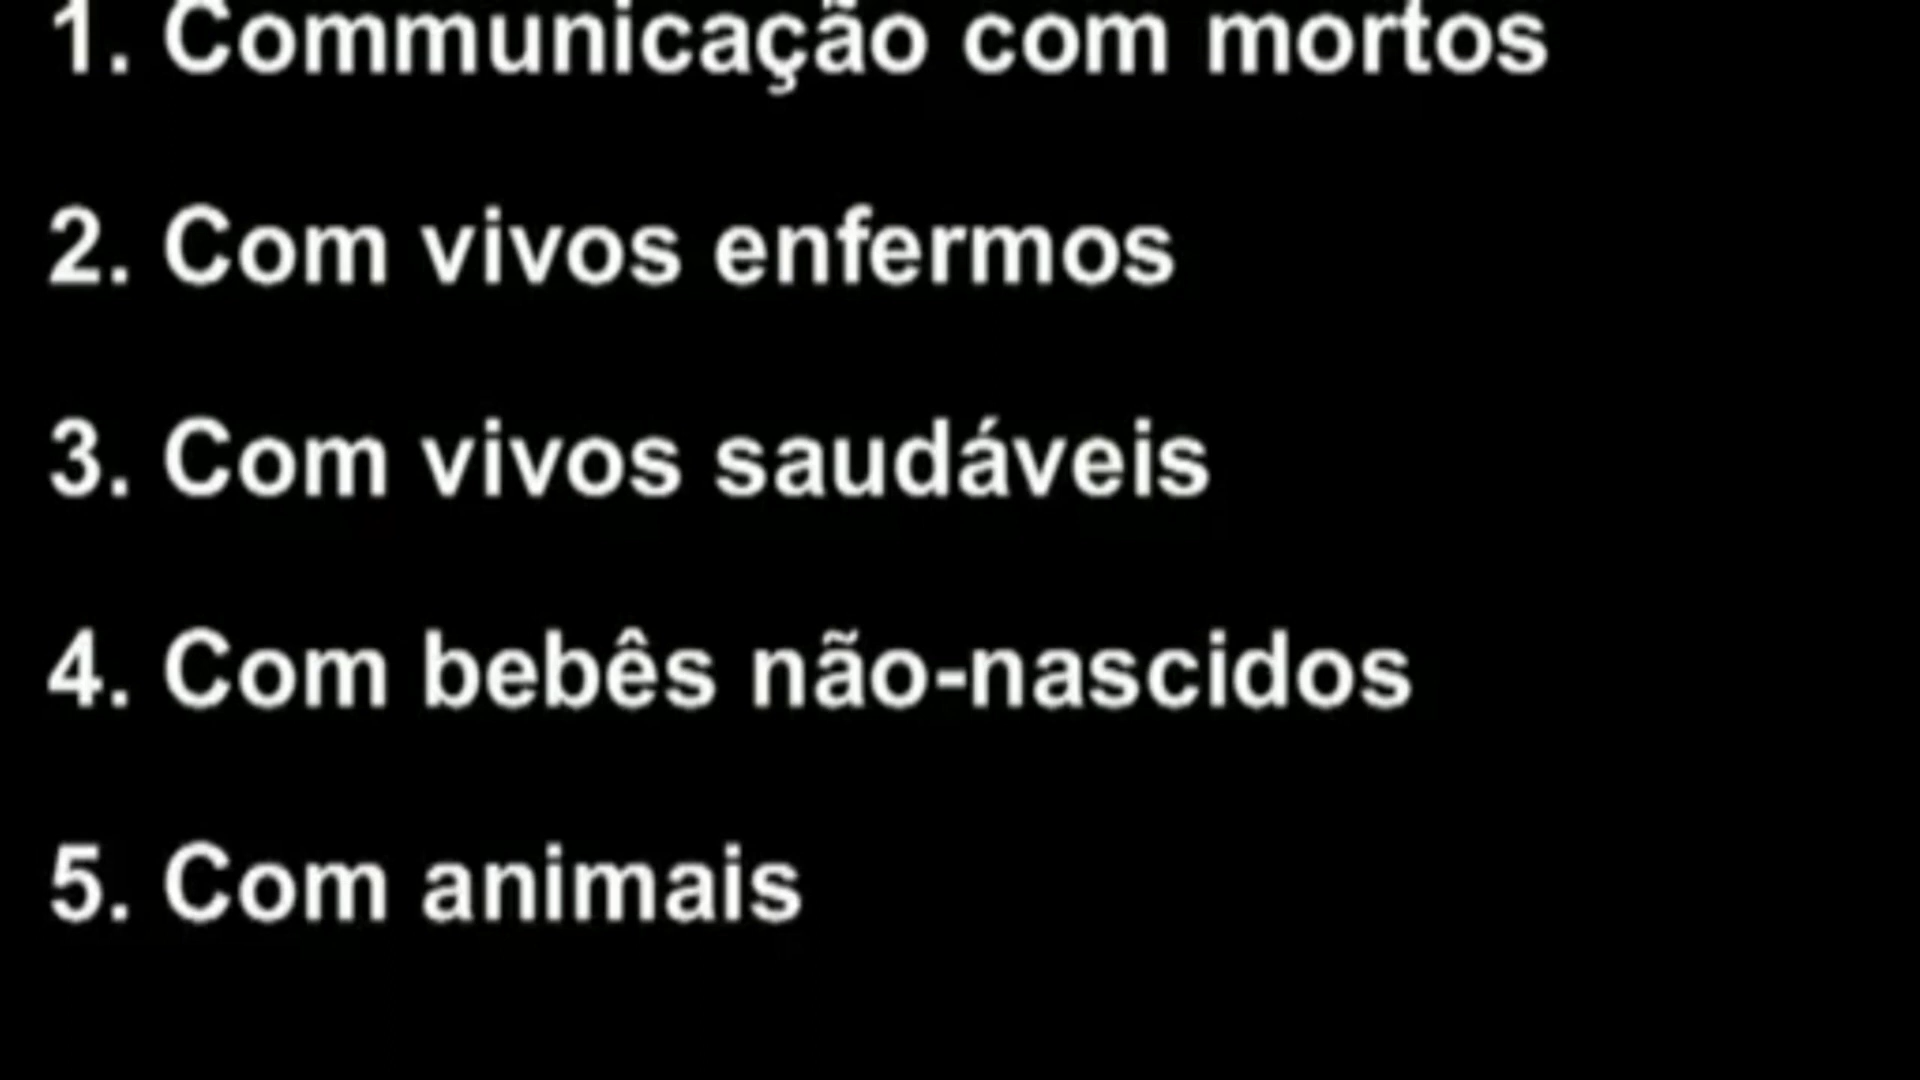 1. Communicação com mortos
2. Com vivos enfermos
3. Com vivos saudáveis
4. Com bebês não-nascidos
5. Com animais